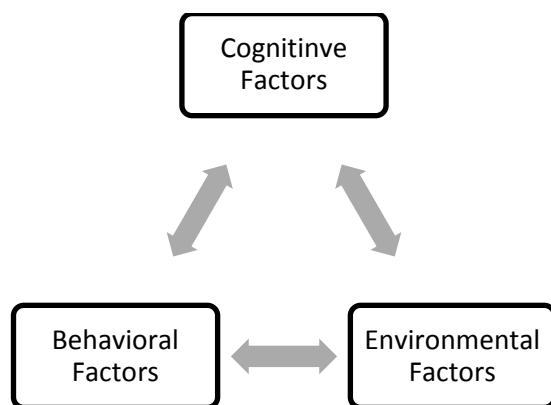 Cognitinve
Factors
Behavioral
Factors
Environmental
Factors